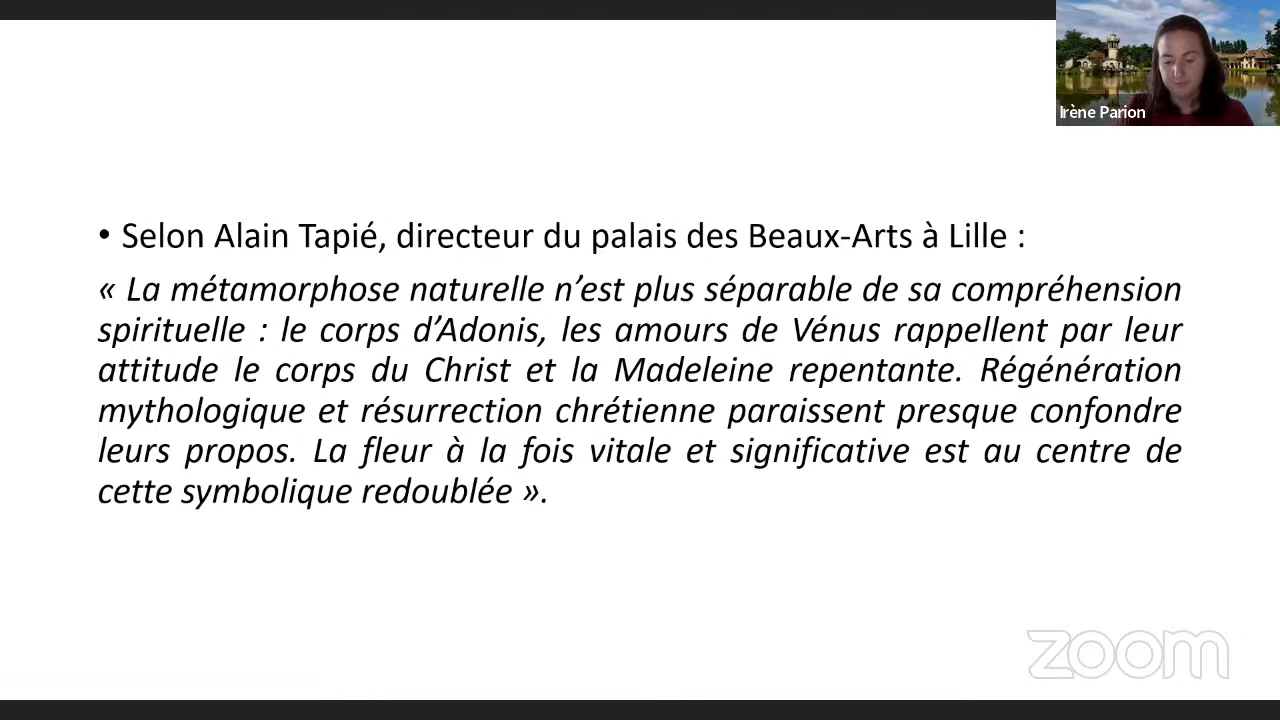 Irène Parion
• Selon Alain Tapié, directeur du palais des Beaux-Arts à Lille :
« La métamorphose naturelle n’est plus séparable de sa compréhension
spirituelle : le corps d’Adonis, les amours de Vénus rappellent par leur
attitude le corps du Christ et la Madeleine repentante. Régénération
mythologique et résurrection chrétienne paraissent presque confondre
leurs propos. La fleur à la fois vitale et significative est au centre de
cette symbolique redoublée ».
zoom